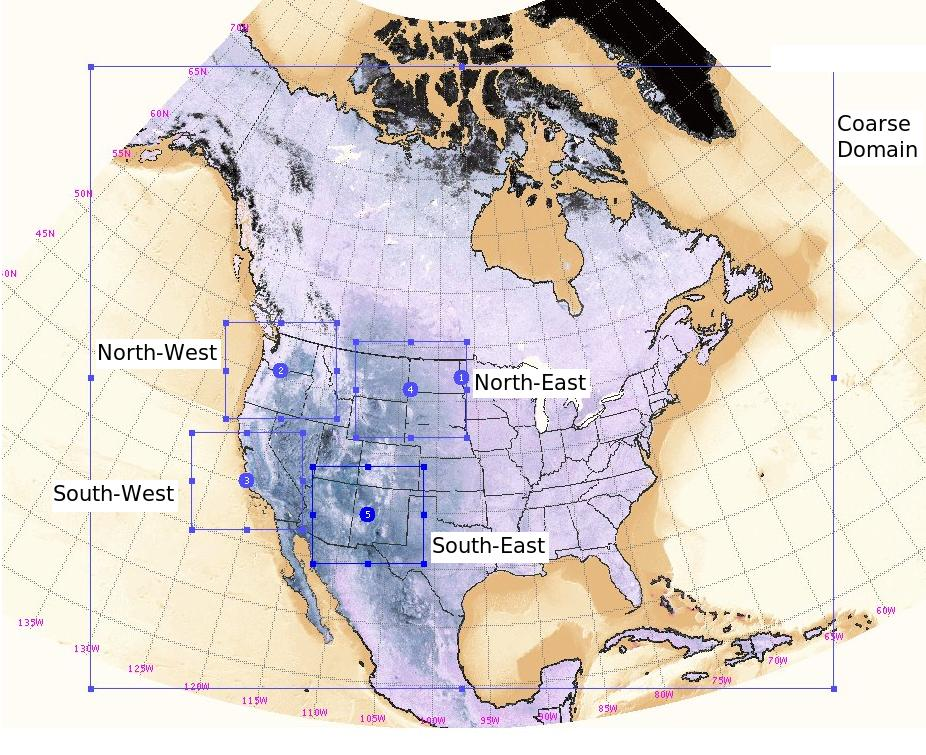 70N
65N
60N
55N
50N
45N
0N
Coarse
Domain
North-West
2
4
1
North-East
South-West
3
5
South-East
135W
130W
125W
120W
115W
110W
105W
100W
95W
90W
85W
80W
75W
70W
65W
60W